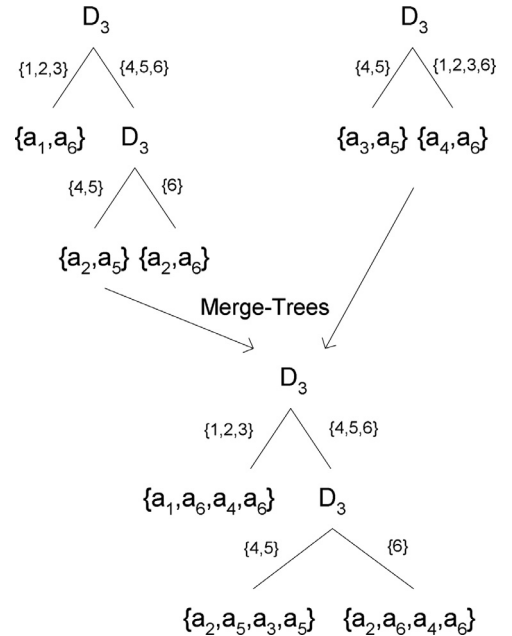 D₃ D₃
{1,2,3} {4,5,6} {4,5} {1,2,3,6}
{a₁,a₆} D₃ {a₃,a₅} {a₄,a₆}
{4,5} {6}
{a₂,a₅} {a₂,a₆}
Merge-Trees
D₃
{1,2,3} {4,5,6}
{a₁,a₆,a₄,a₆} D₃
{4,5} {6}
{a₂,a₅,a₃,a₅} {a₂,a₆,a₄,a₆}